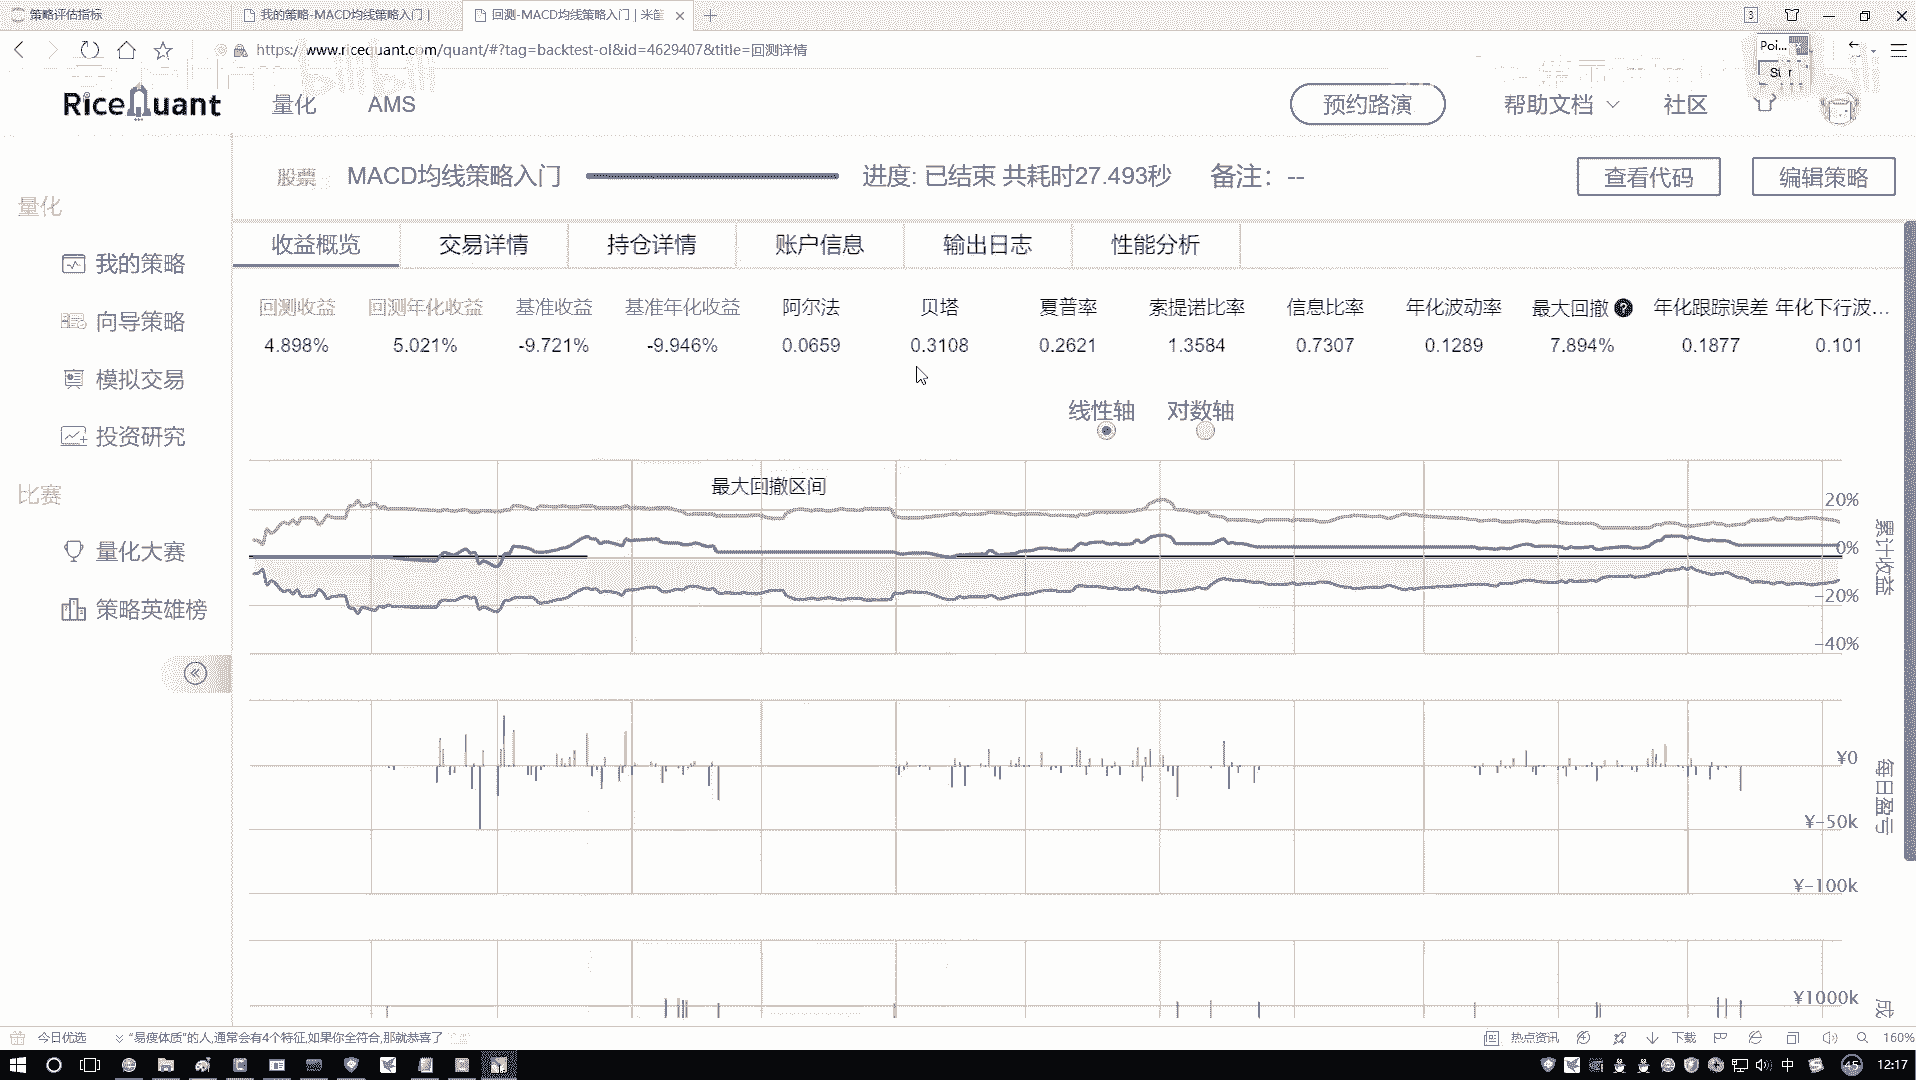 策略评估指标
我的策略-MACD均线策略入门 |
回测-MACD均线策略入门 | 米筐
3
https://www.ricequant.com/quant/#?tag=backtest-ol&id=4629407&title=回测详情
Poi...
RiceQuant
量化
AMS
预约路演
帮助文档
社区
股票
MACD均线策略入门
进度: 已结束 共耗时27.493秒
备注：--
查看代码
编辑策略
量化
我的策略
向导策略
模拟交易
投资研究
比赛
量化大赛
策略英雄榜
收益概览
交易详情
持仓详情
账户信息
输出日志
性能分析
回测收益 回测年化收益 基准收益 基准年化收益 阿尔法 贝塔 夏普率 索提诺比率 信息比率 年化波动率 最大回撤 年化跟踪误差 年化下行波...
4.898% 5.021% -9.721% -9.946% 0.0659 0.3108 0.2621 1.3584 0.7307 0.1289 7.894% 0.1877 0.101
线性轴 对数轴
最大回撤区间
20%
0%
-20%
-40%
累计收益
¥0
¥-50k
¥-100k
每日盈亏
¥1000k
成
今日优选
“易瘦体质”的人,通常会有4个特征,如果你全符合,那就恭喜了
热点资讯
下载
160%
中
45
12:17